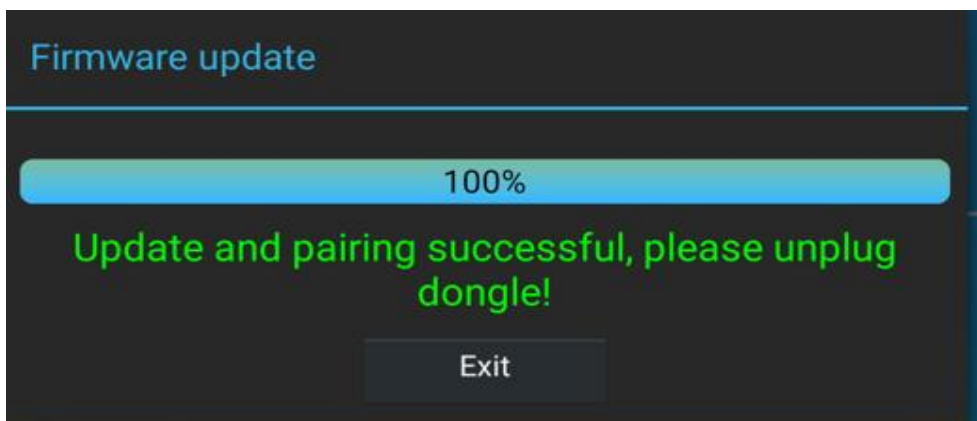 Firmware update
100%
Update and pairing successful, please unplug
dongle!
Exit